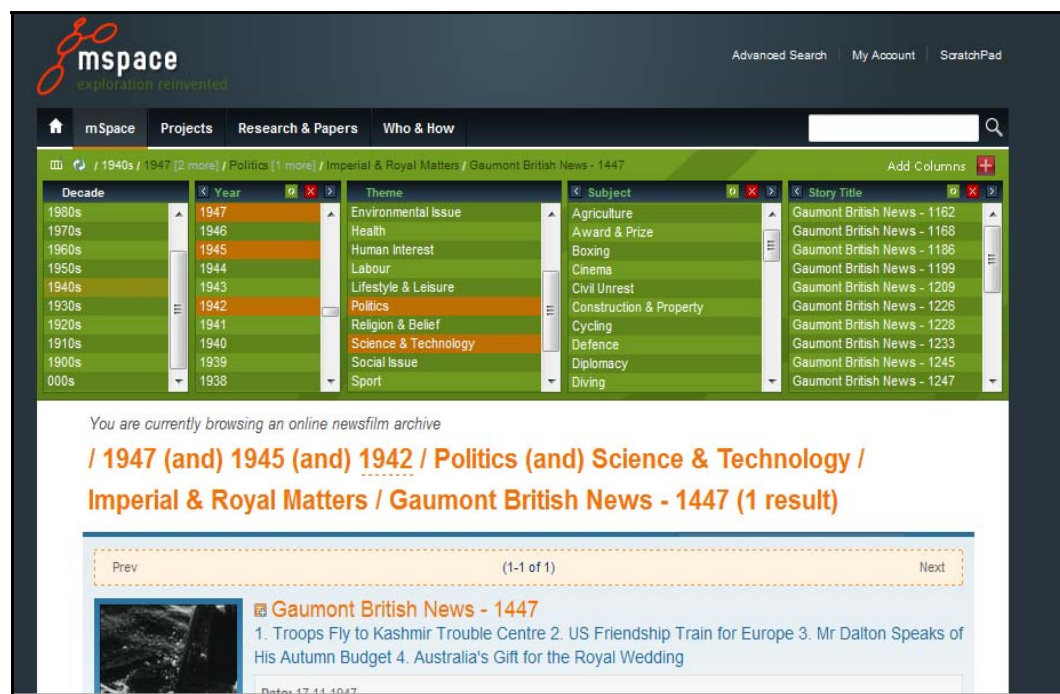 mspace
exploration reinvented
Advanced Search My Account ScratchPad
mSpace Projects Research & Papers Who & How
/ 1940s / 1947 [2 more] / Politics [1 more] / Imperial & Royal Matters / Gaumont British News - 1447 Add Columns
Decade Year Theme Subject Story Title
1980s 1947 Environmental Issue Agriculture Gaumont British News - 1162
1970s 1946 Health Award & Prize Gaumont British News - 1168
1960s 1945 Human Interest Boxing Gaumont British News - 1186
1950s 1944 Labour Cinema Gaumont British News - 1199
1940s 1943 Lifestyle & Leisure Civil Unrest Gaumont British News - 1209
1930s 1942 Politics Construction & Property Gaumont British News - 1226
1920s 1941 Religion & Belief Cycling Gaumont British News - 1228
1910s 1940 Science & Technology Defence Gaumont British News - 1233
1900s 1939 Social Issue Diplomacy Gaumont British News - 1245
000s 1938 Sport Diving Gaumont British News - 1247
You are currently browsing an online newsfilm archive
/ 1947 (and) 1945 (and) 1942 / Politics (and) Science & Technology /
Imperial & Royal Matters / Gaumont British News - 1447 (1 result)
Prev (1-1 of 1) Next
Gaumont British News - 1447
1. Troops Fly to Kashmir Trouble Centre 2. US Friendship Train for Europe 3. Mr Dalton Speaks of
His Autumn Budget 4. Australia's Gift for the Royal Wedding
Date: 17.11.1947